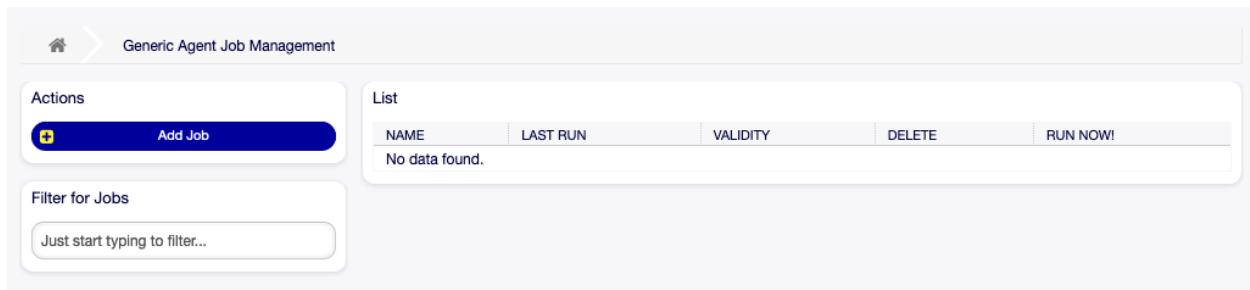 Generic Agent Job Management
Actions
Add Job
Filter for Jobs
Just start typing to filter...
List
NAME LAST RUN VALIDITY DELETE RUN NOW!
No data found.